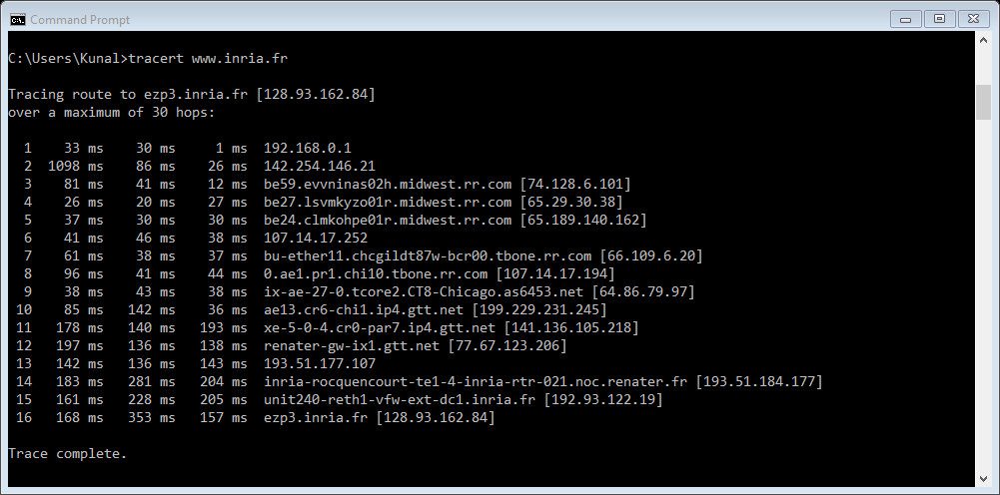 Command Prompt
C:\Users\Kunal>tracert www.inria.fr
Tracing route to ezp3.inria.fr [128.93.162.84]
over a maximum of 30 hops:
1 33 ms 30 ms 1 ms 192.168.0.1
2 1098 ms 86 ms 26 ms 142.254.146.21
3 81 ms 41 ms 12 ms be59.evvninas02h.midwest.rr.com [74.128.6.101]
4 26 ms 20 ms 27 ms be27.lsvmkyzo01r.midwest.rr.com [65.29.30.38]
5 37 ms 30 ms 30 ms be24.clmkohpe01r.midwest.rr.com [65.189.140.162]
6 41 ms 46 ms 38 ms 107.14.17.252
7 61 ms 38 ms 37 ms bu-ether11.chcgildt87w-bcr00.tbone.rr.com [66.109.6.20]
8 96 ms 41 ms 44 ms 0.ae1.pr1.chi10.tbone.rr.com [107.14.17.194]
9 38 ms 43 ms 38 ms ix-ae-27-0.tcore2.CT8-Chicago.as6453.net [64.86.79.97]
10 85 ms 142 ms 36 ms ae13.cr6-chi1.ip4.gtt.net [199.229.231.245]
11 178 ms 140 ms 193 ms xe-5-0-4.cr0-par7.ip4.gtt.net [141.136.105.218]
12 197 ms 136 ms 138 ms renater-gw-ix1.gtt.net [77.67.123.206]
13 142 ms 136 ms 143 ms 193.51.177.107
14 183 ms 281 ms 204 ms inria-rocquencourt-te1-4-inria-rtr-021.noc.renater.fr [193.51.184.177]
15 161 ms 228 ms 205 ms unit240-reth1-vfw-ext-dc1.inria.fr [192.93.122.19]
16 168 ms 353 ms 157 ms ezp3.inria.fr [128.93.162.84]
Trace complete.